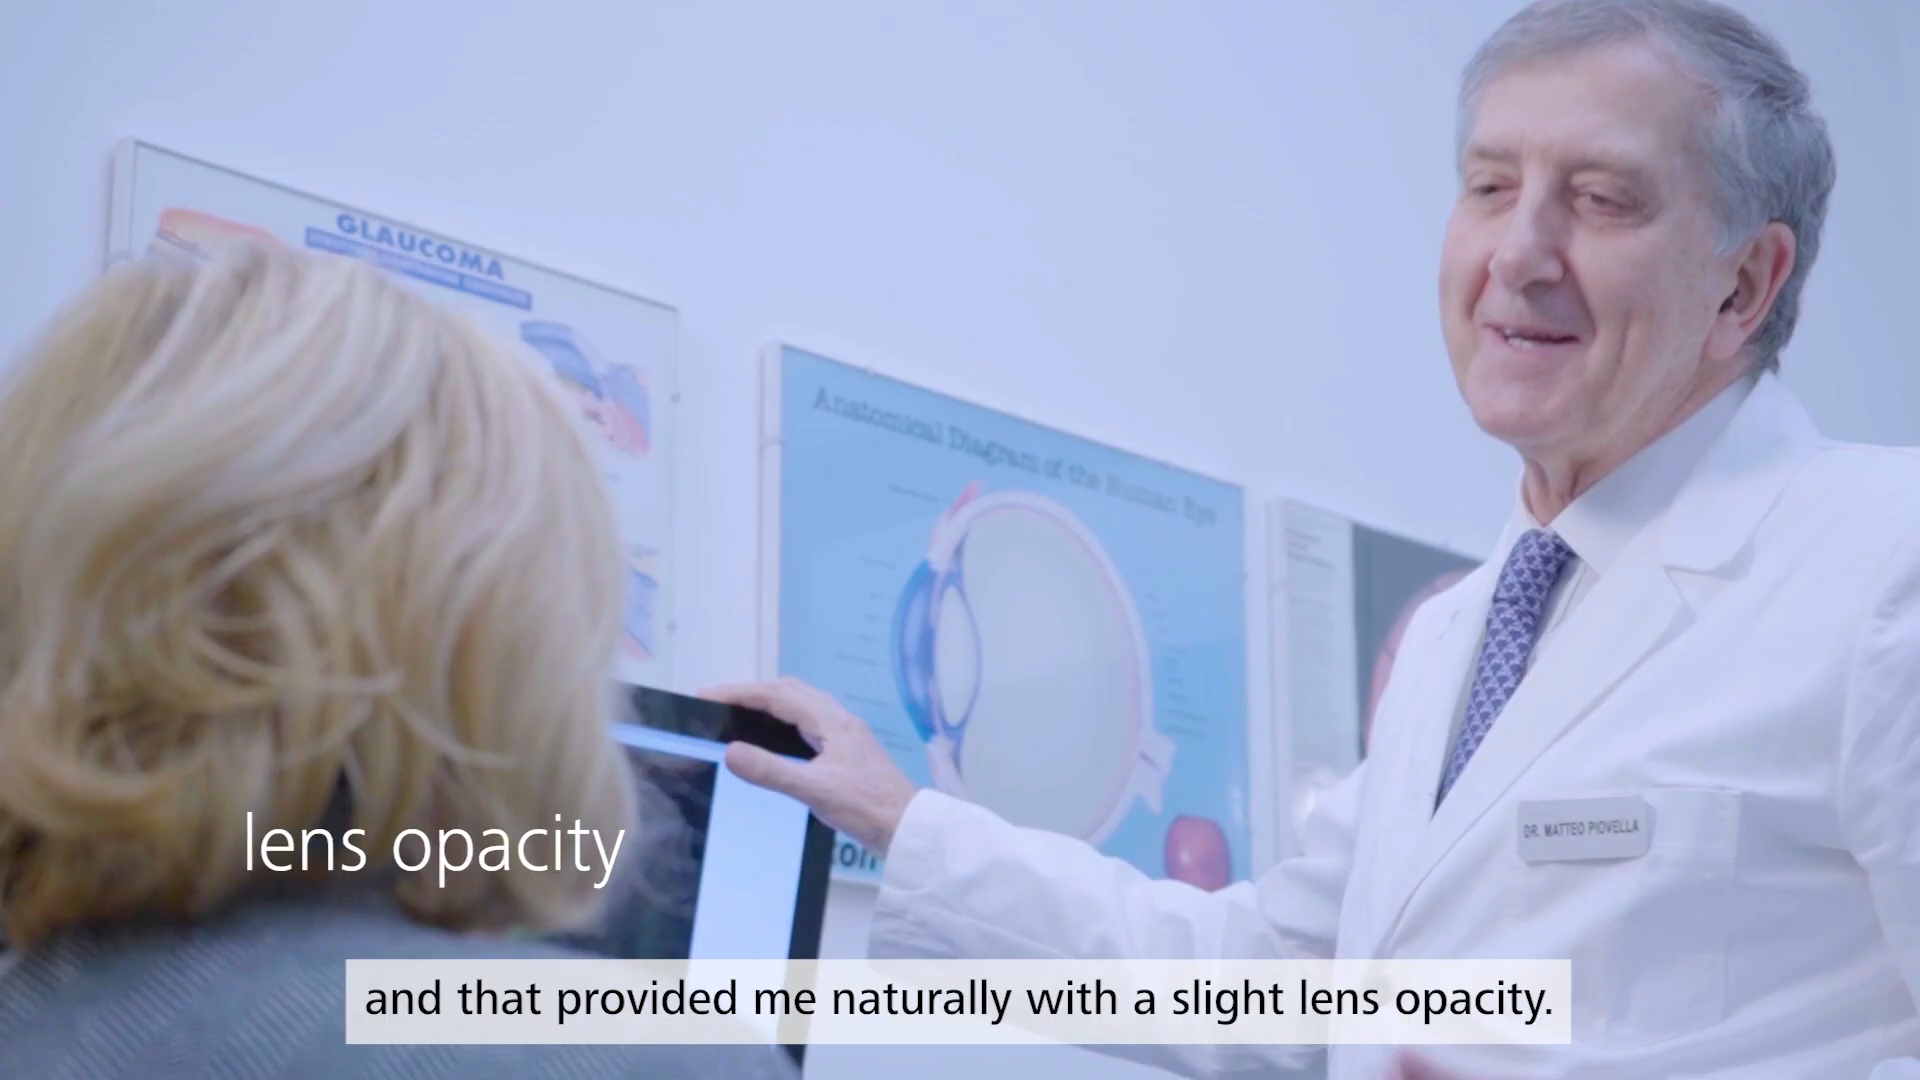 GLAUCOMA
Anatomical Diagram of the Human Eye
DR. MATTEO PIOVELLA
lens opacity
and that provided me naturally with a slight lens opacity.